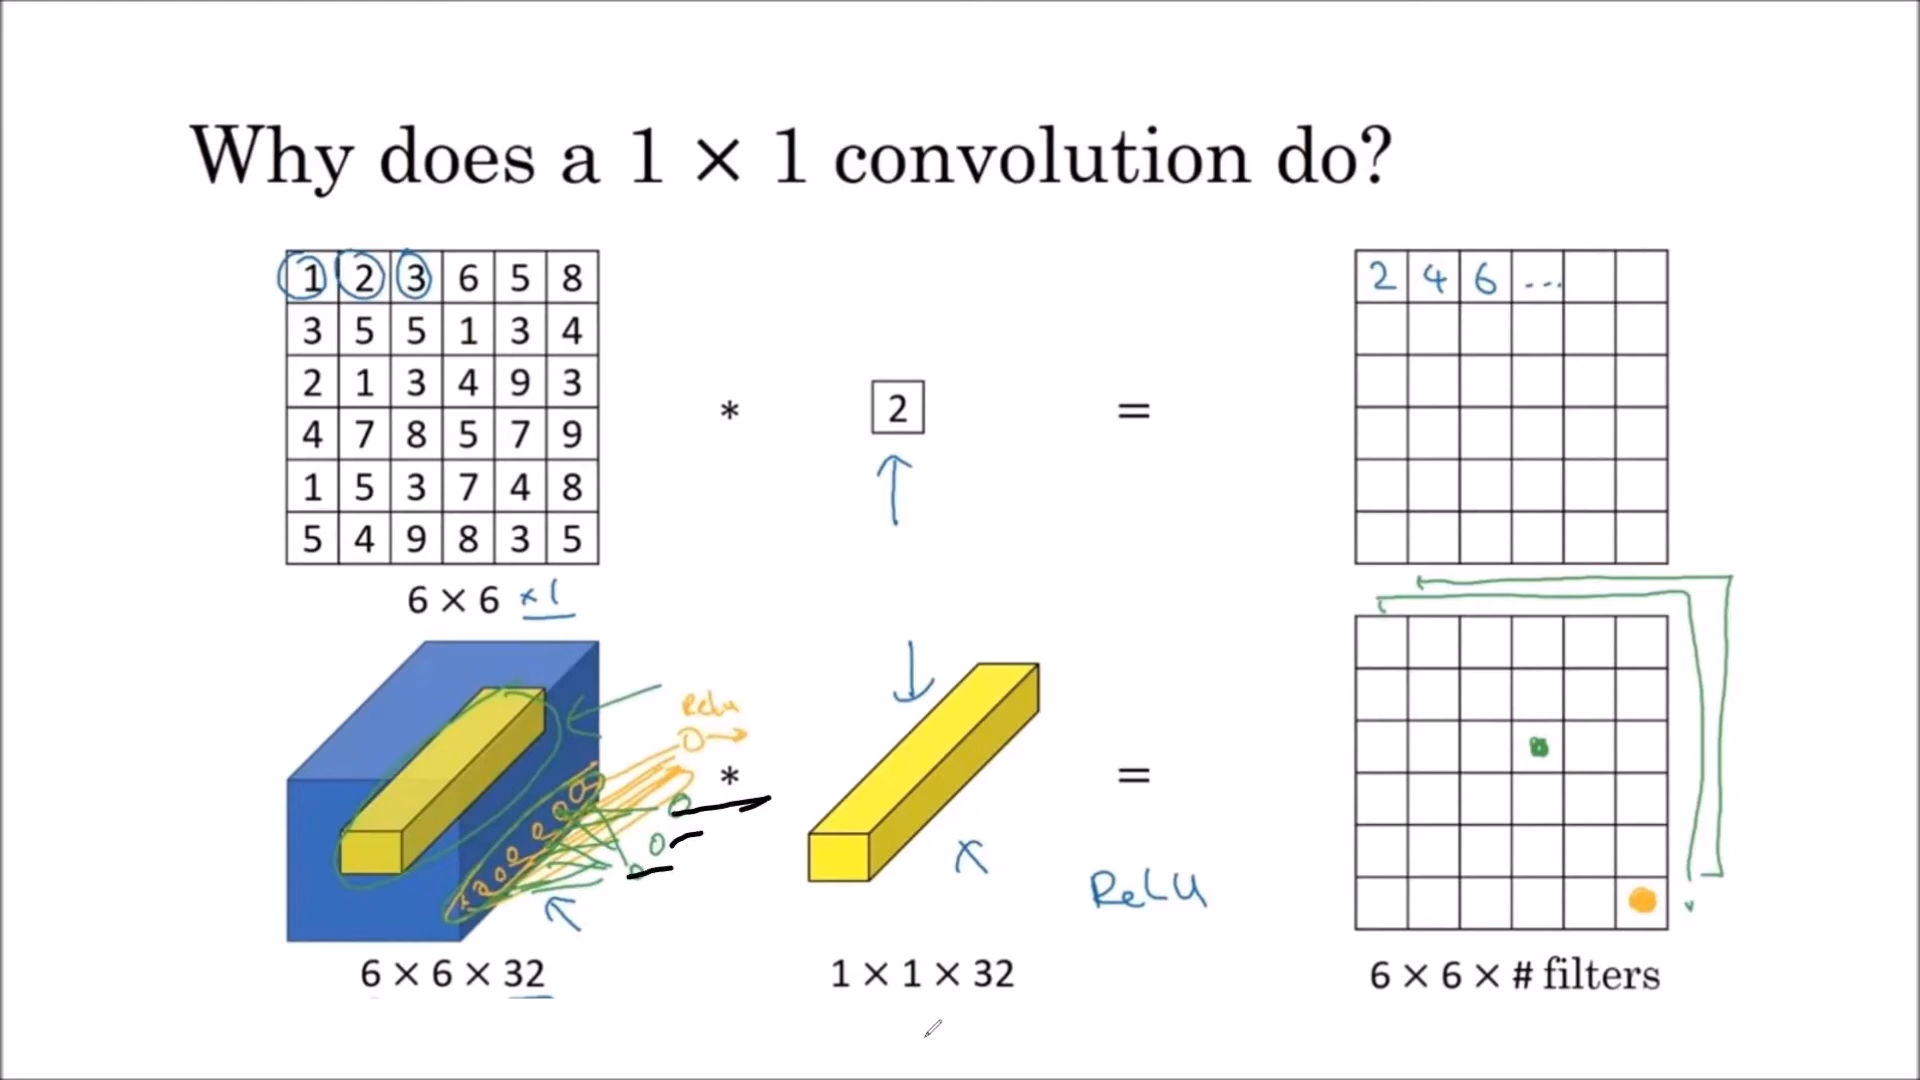 Why does a 1 × 1 convolution do?
1 2 3 6 5 8
3 5 5 1 3 4
2 1 3 4 9 3
4 7 8 5 7 9
1 5 3 7 4 8
5 4 9 8 3 5
6 × 6 ×1
*
2
=
2 4 6 ...
ReLU
*
=
ReLU
6 × 6 × 32
1 × 1 × 32
6 × 6 × # filters